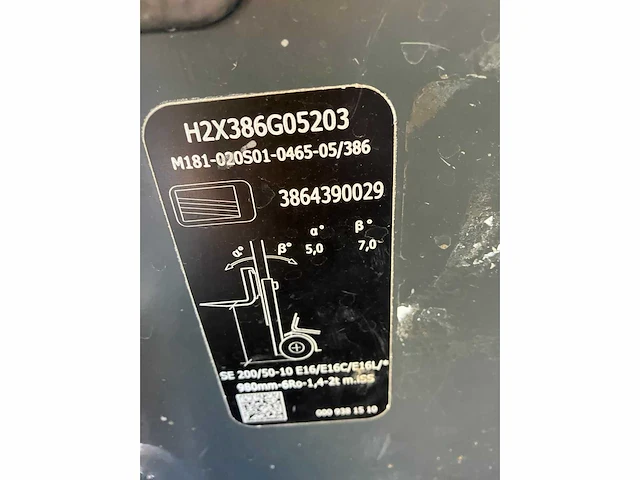 H2X386G05203
M181-020S01-0465-05/386
3864390029
α° β°
α° β°
5,0 7,0
SE 200/50-10 E16/E16C/E16L/*
980mm-6Ro-1,4-2t m.ISS
000 938 15 10